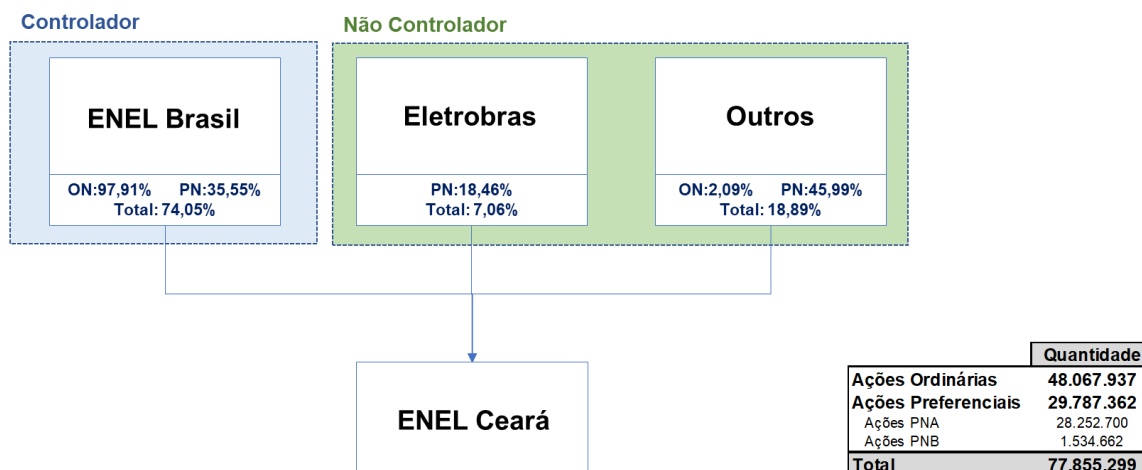 Controlador
Não Controlador
ENEL Brasil
ON:97,91% PN:35,55%
Total: 74,05%
Eletrobras
PN:18,46%
Total: 7,06%
Outros
ON:2,09% PN:45,99%
Total: 18,89%
ENEL Ceará
Quantidade
Ações Ordinárias 48.067.937
Ações Preferenciais 29.787.362
Ações PNA 28.252.700
Ações PNB 1.534.662
Total 77.855.299